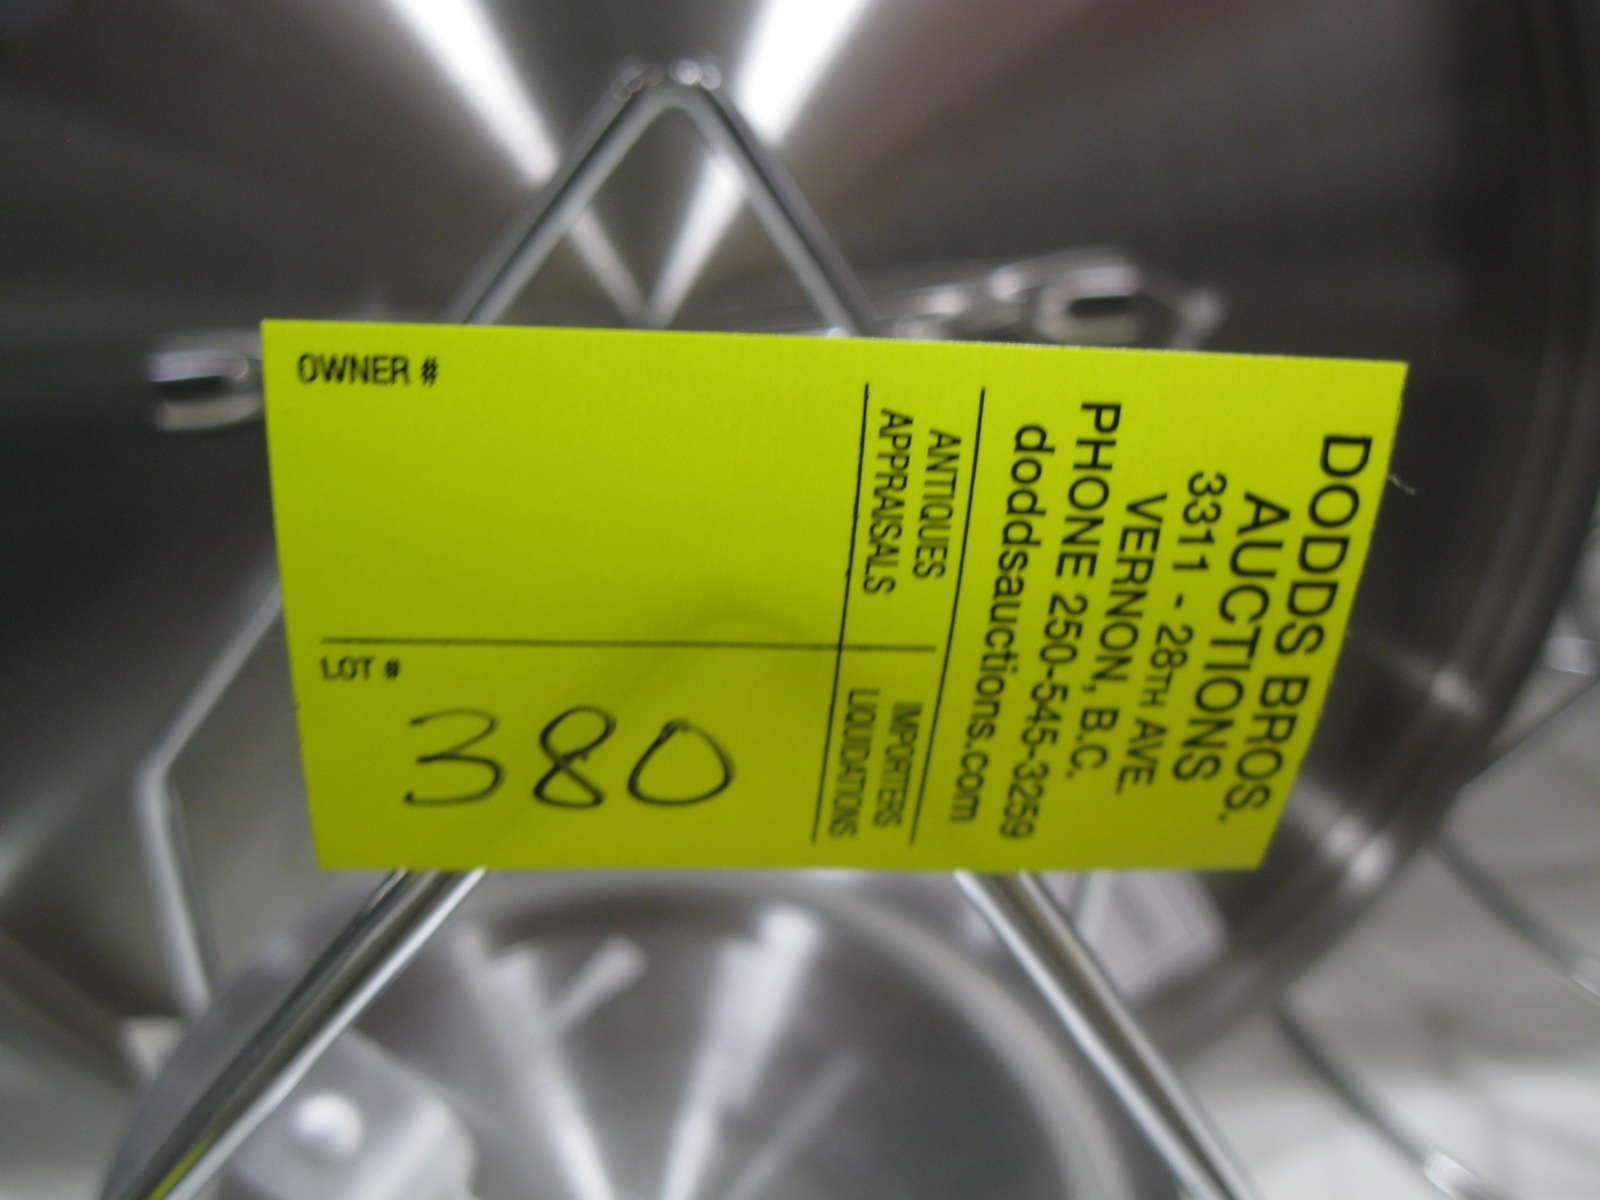 DODDS BROS.
AUCTIONS
3311 - 28TH AVE
VERNON, B.C.
PHONE 250-545-3259
doddsauctions.com
ANTIQUES IMPORTERS
APPRAISALS LIQUIDATIONS
OWNER #
LOT #
380